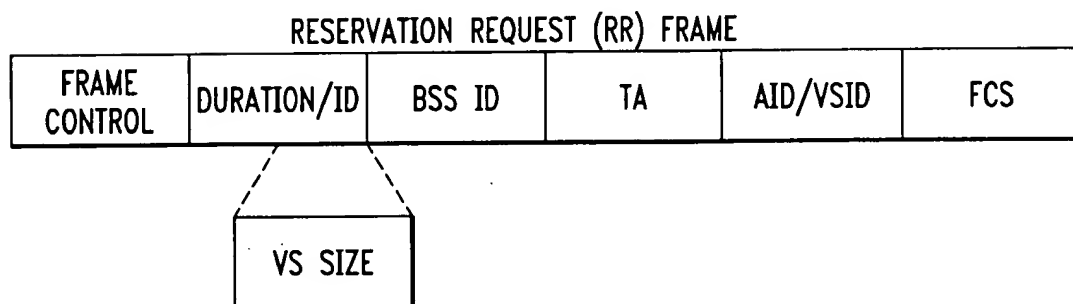 RESERVATION REQUEST (RR) FRAME
FRAME CONTROL
DURATION/ID
BSS ID
TA
AID/VSID
FCS
VS SIZE